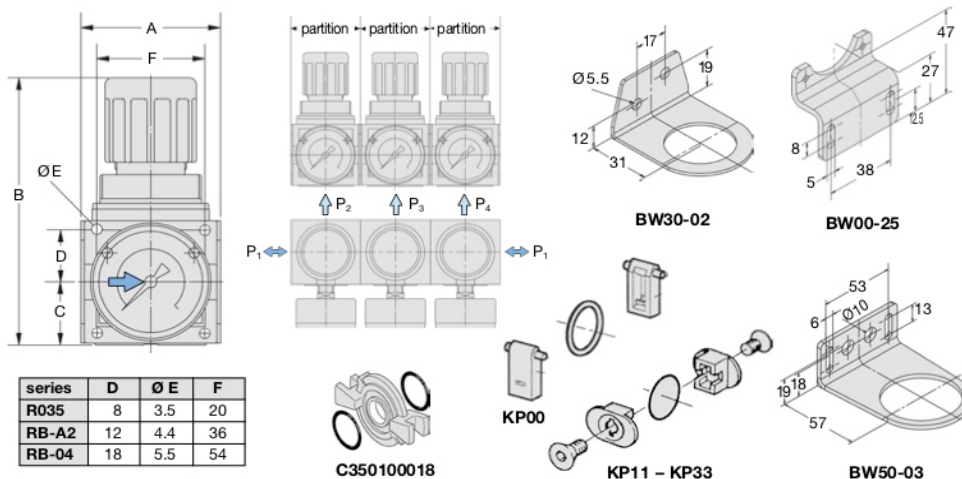 A
F
B
ØE
D
C
partition partition partition
P2 P3 P4
P1 P1
17
Ø5.5
19
12
31
BW30-02
47
27
12.5
8
5
38
BW00-25
series D Ø E F
R035 8 3.5 20
RB-A2 12 4.4 36
RB-04 18 5.5 54
C350100018
KP00
KP11 – KP33
53
6
Ø10
13
19
18
57
BW50-03